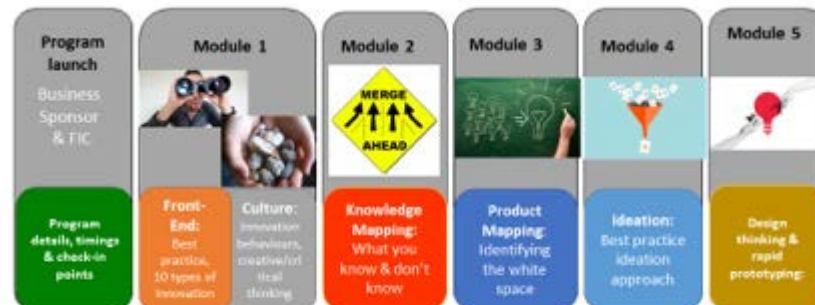 Program
launch
Business
Sponsor
& FIC
Program
details, timings
& check-in
points
Module 1
Front-
End:
Best
practice,
10 types of
innovation
Culture:
Innovation
behaviours,
creative/cri
tical
thinking
Module 2
MERGE
AHEAD
Knowledge
Mapping:
What you
know & don't
know
Module 3
Product
Mapping:
Identifying
the white
space
Module 4
Ideation:
Best practice
ideation
approach
Module 5
Design
thinking &
rapid
prototyping: